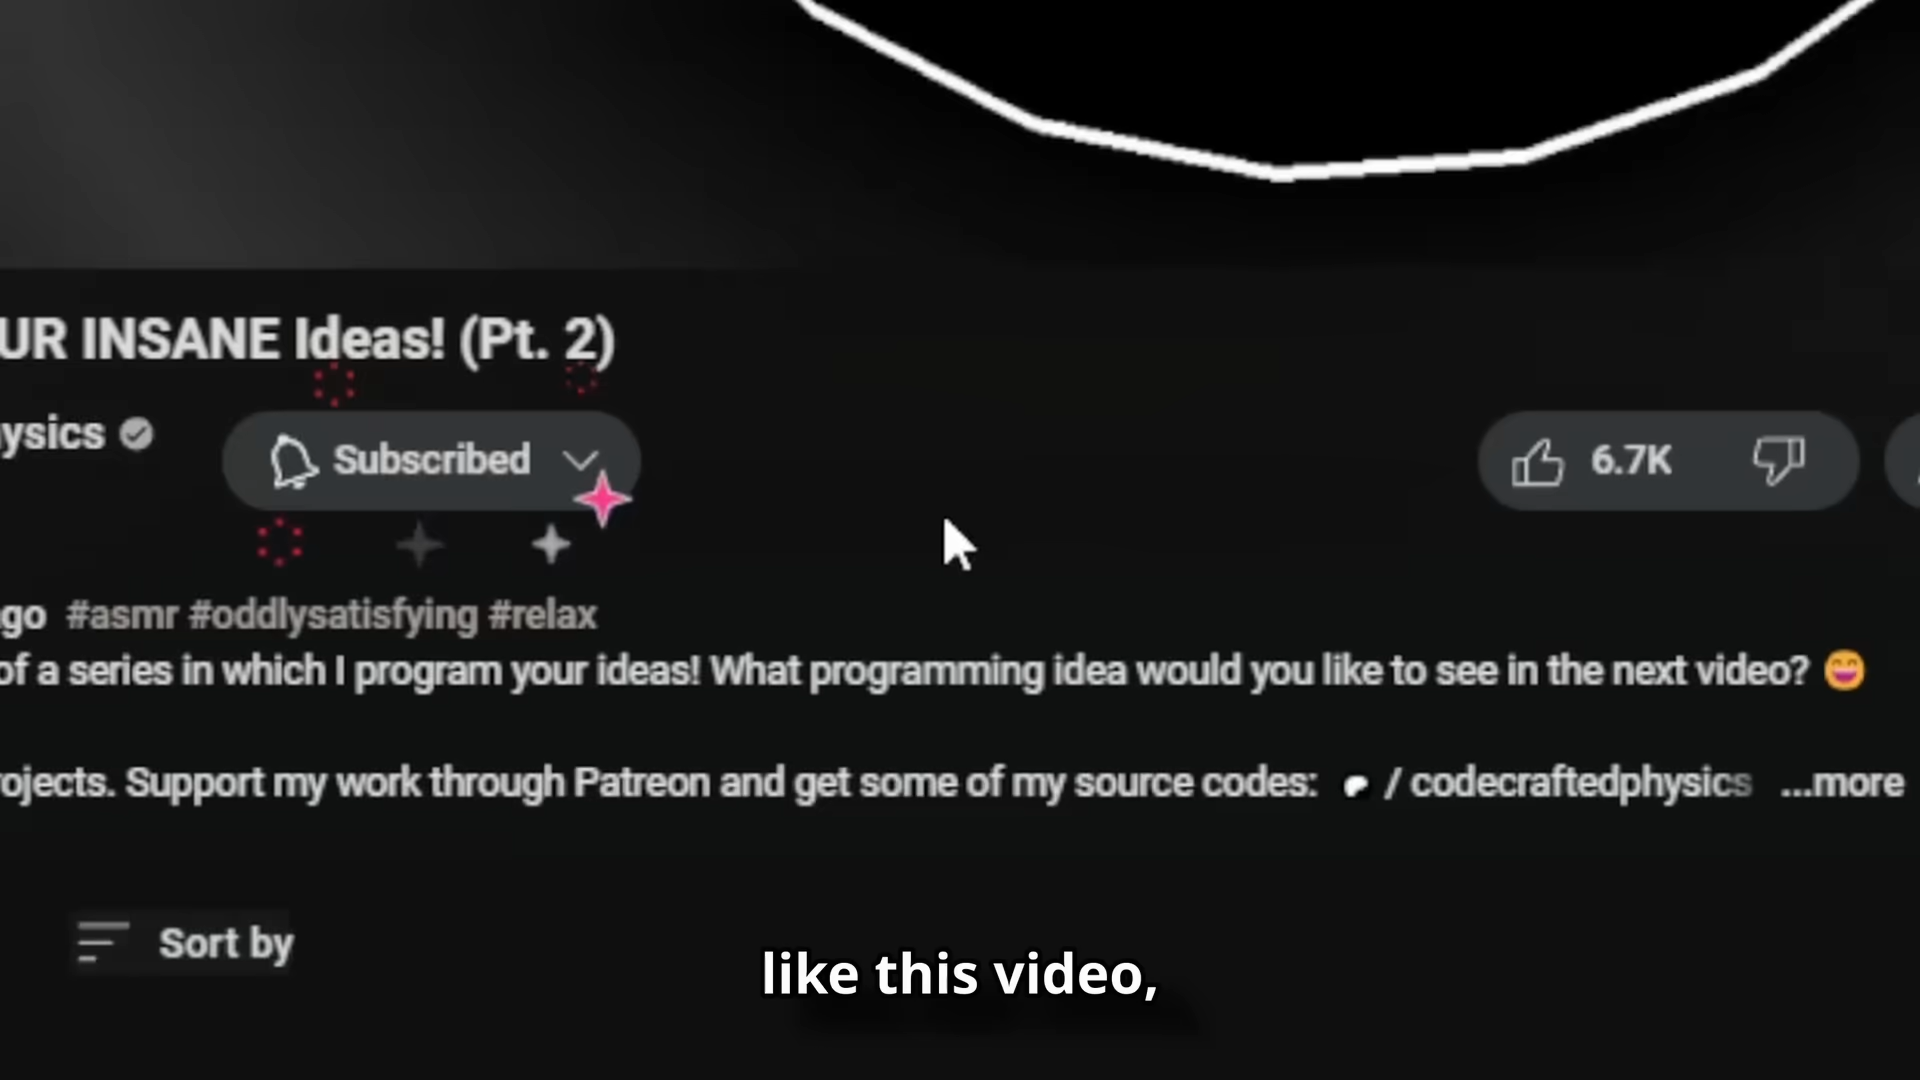 UR INSANE Ideas! (Pt. 2)
ysics
Subscribed
6.7K
go #asmr #oddlysatisfying #relax
of a series in which I program your ideas! What programming idea would you like to see in the next video? 😄
ojects. Support my work through Patreon and get some of my source codes: / codecraftedphysics ...more
Sort by
like this video,